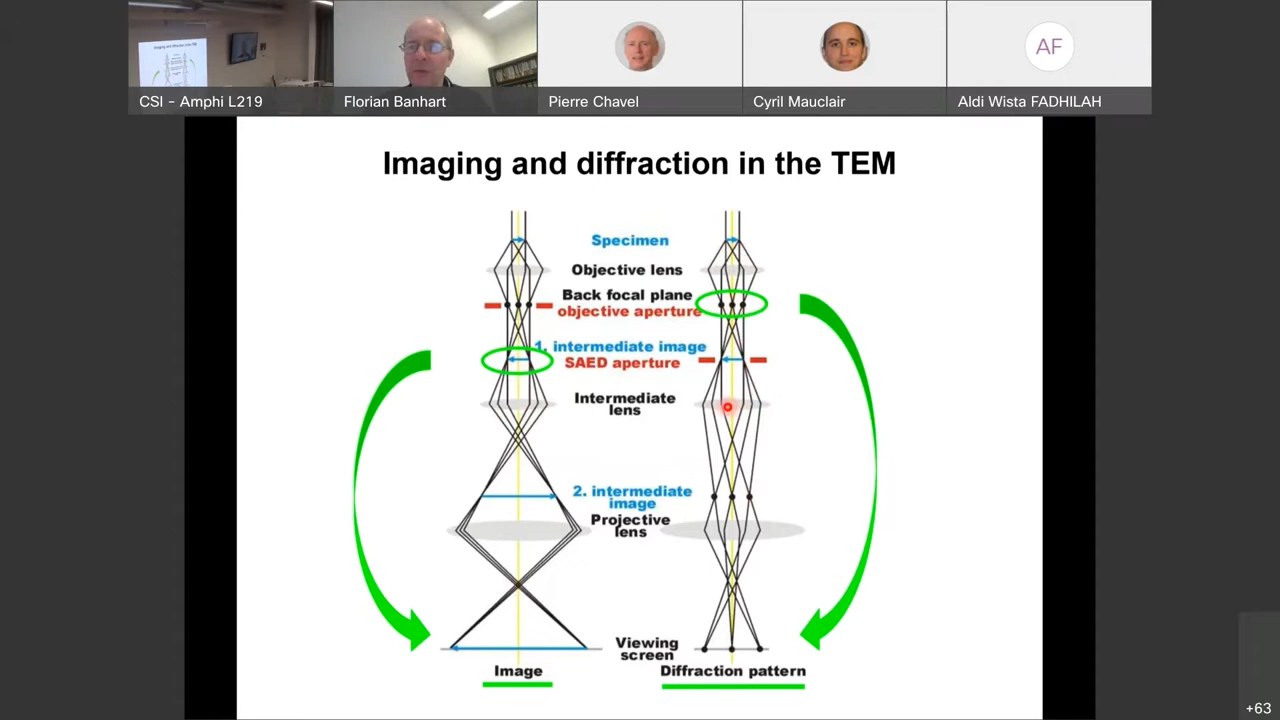 CSI - Amphi L219
Florian Banhart
Pierre Chavel
Cyril Mauclair
AF
Aldi Wista FADHILAH
Imaging and diffraction in the TEM
Specimen
Objective lens
Back focal plane
objective aperture
1. intermediate image
SAED aperture
Intermediate
lens
2. intermediate
image
Projective
lens
Viewing
screen
Image
Diffraction pattern
+63